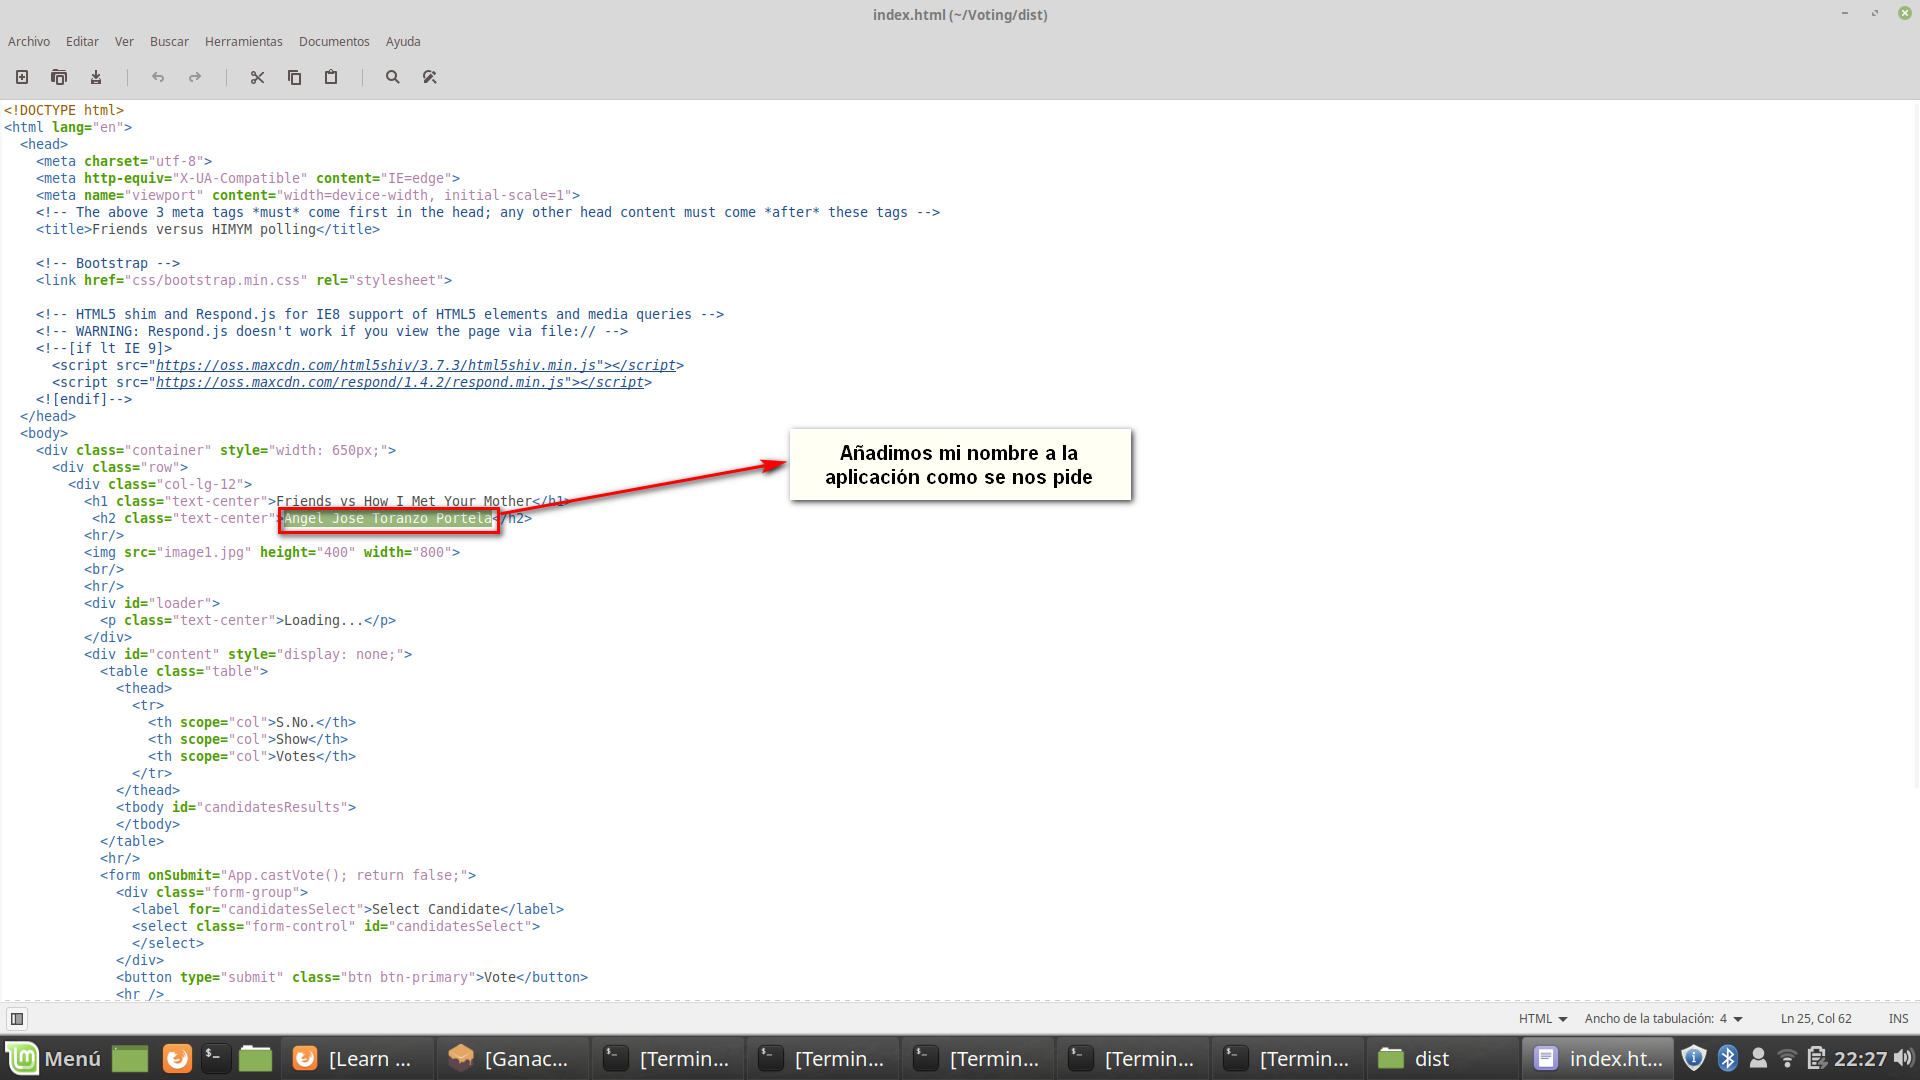 index.html (~/Voting/dist)
Archivo Editar Ver Buscar Herramientas Documentos Ayuda
<!DOCTYPE html>
<html lang="en">
<head>
<meta charset="utf-8">
<meta http-equiv="X-UA-Compatible" content="IE=edge">
<meta name="viewport" content="width=device-width, initial-scale=1">
<!-- The above 3 meta tags *must* come first in the head; any other head content must come *after* these tags -->
<title>Friends versus HIMYM polling</title>
<!-- Bootstrap -->
<link href="css/bootstrap.min.css" rel="stylesheet">
<!-- HTML5 shim and Respond.js for IE8 support of HTML5 elements and media queries -->
<!-- WARNING: Respond.js doesn't work if you view the page via file:// -->
<!--[if lt IE 9]>
<script src="https://oss.maxcdn.com/html5shiv/3.7.3/html5shiv.min.js"></script>
<script src="https://oss.maxcdn.com/respond/1.4.2/respond.min.js"></script>
<![endif]-->
</head>
<body>
<div class="container" style="width: 650px;">
<div class="row">
<div class="col-lg-12">
<h1 class="text-center">Friends vs How I Met Your Mother</h1>
<h2 class="text-center">Angel Jose Toranzo Portela</h2>
<hr/>
<img src="image1.jpg" height="400" width="800">
<br/>
<hr/>
<div id="loader">
<p class="text-center">Loading...</p>
</div>
<div id="content" style="display: none;">
<table class="table">
<thead>
<tr>
<th scope="col">S.No.</th>
<th scope="col">Show</th>
<th scope="col">Votes</th>
</tr>
</thead>
<tbody id="candidatesResults">
</tbody>
</table>
<hr/>
<form onSubmit="App.castVote(); return false;">
<div class="form-group">
<label for="candidatesSelect">Select Candidate</label>
<select class="form-control" id="candidatesSelect">
</select>
</div>
<button type="submit" class="btn btn-primary">Vote</button>
<hr />
Añadimos mi nombre a la
aplicación como se nos pide
HTML Ancho de la tabulación: 4 Ln 25, Col 62 INS
Menú [Learn ... [Ganac... [Termin... [Termin... [Termin... [Termin... [Termin... dist index.ht... 22:27